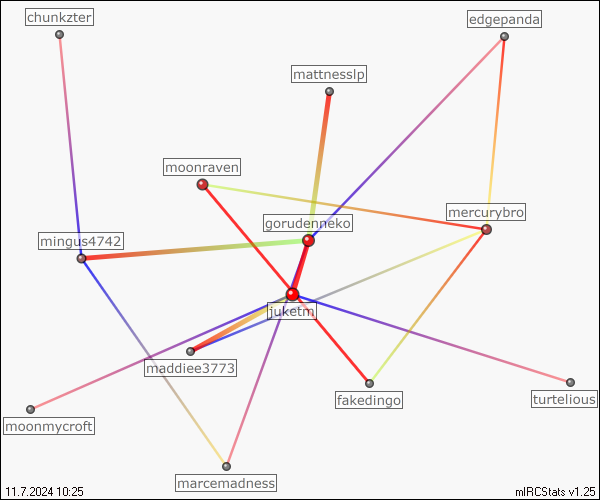 chunkzter
edgepanda
mattnesslp
moonraven
mercurybro
gorudenneko
mingus4742
juketm
maddiee3773
turtelious
fakedingo
moonmycroft
marcemadness
11.7.2024 10:25
mIRCStats v1.25